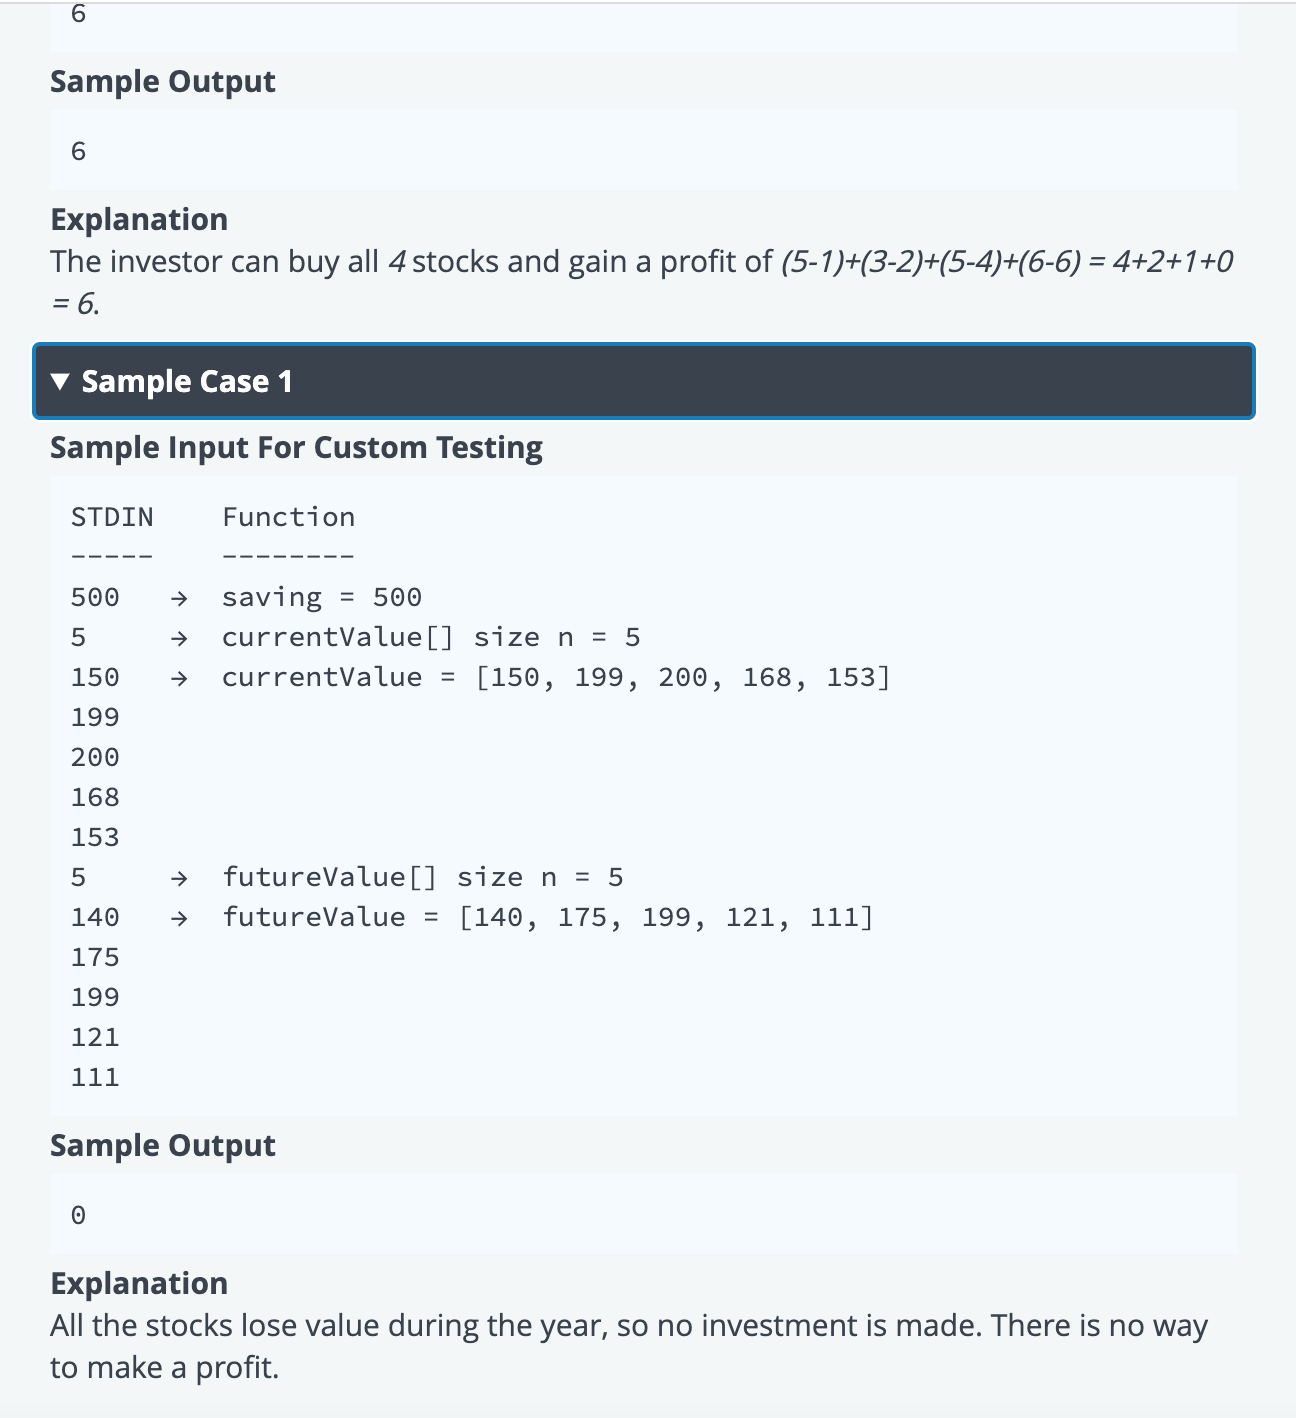 6
Sample Output
6
Explanation
The investor can buy all 4 stocks and gain a profit of (5-1)+(3-2)+(5-4)+(6-6) = 4+2+1+0
= 6.
▼ Sample Case 1
Sample Input For Custom Testing
STDIN    Function
-----    --------
500   →  saving = 500
5     →  currentValue[] size n = 5
150   →  currentValue = [150, 199, 200, 168, 153]
199
200
168
153
5     →  futureValue[] size n = 5
140   →  futureValue = [140, 175, 199, 121, 111]
175
199
121
111
Sample Output
0
Explanation
All the stocks lose value during the year, so no investment is made. There is no way
to make a profit.